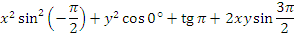 x² sin² (−π/2) + y² cos 0° + tg π + 2xy sin 3π/2